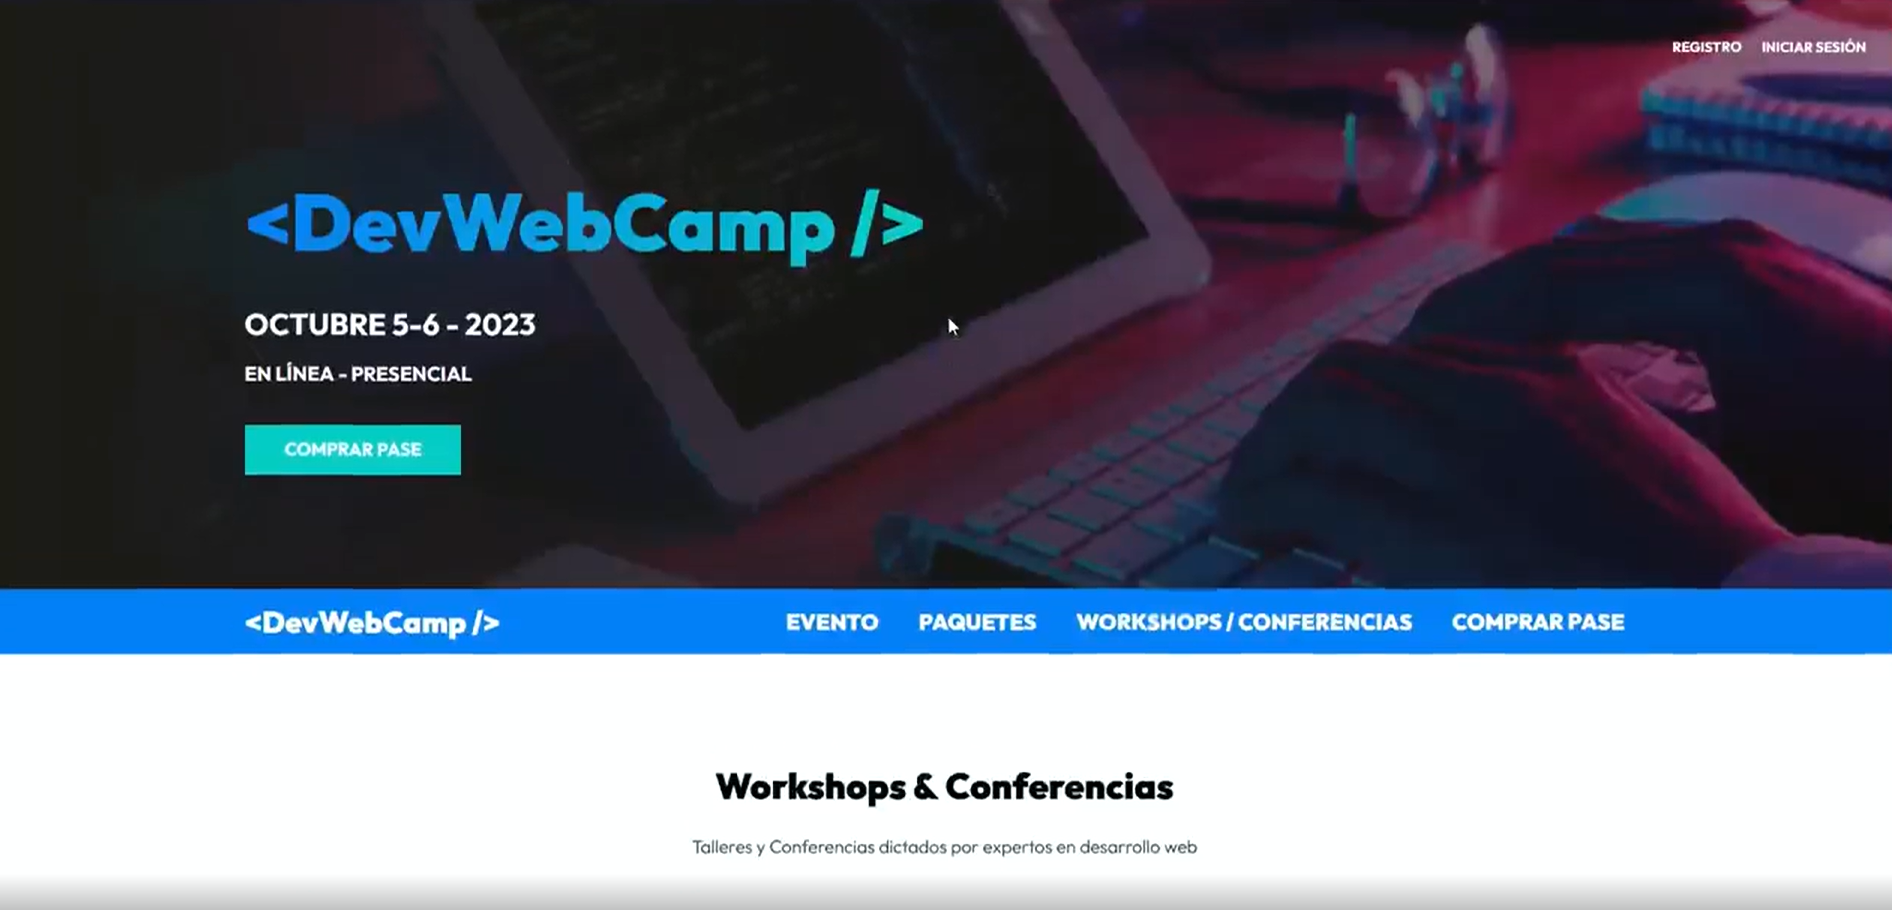 REGISTRO INICIAR SESIÓN
<DevWebCamp />
OCTUBRE 5-6 - 2023
EN LÍNEA - PRESENCIAL
COMPRAR PASE
<DevWebCamp /> EVENTO PAQUETES WORKSHOPS / CONFERENCIAS COMPRAR PASE
Workshops & Conferencias
Talleres y Conferencias dictados por expertos en desarrollo web